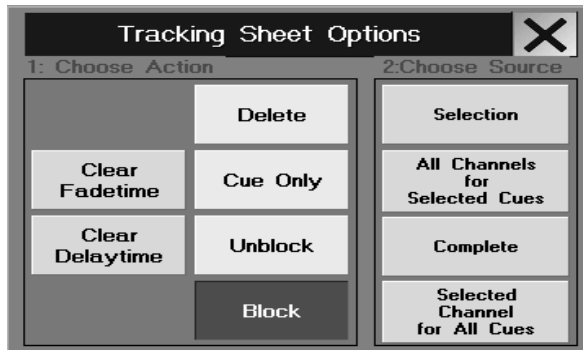 Tracking Sheet Options
1: Choose Action
2:Choose Source
Delete
Clear
Fadetime
Cue Only
Clear
Delaytime
Unblock
Block
Selection
All Channels
for
Selected Cues
Complete
Selected
Channel
for All Cues